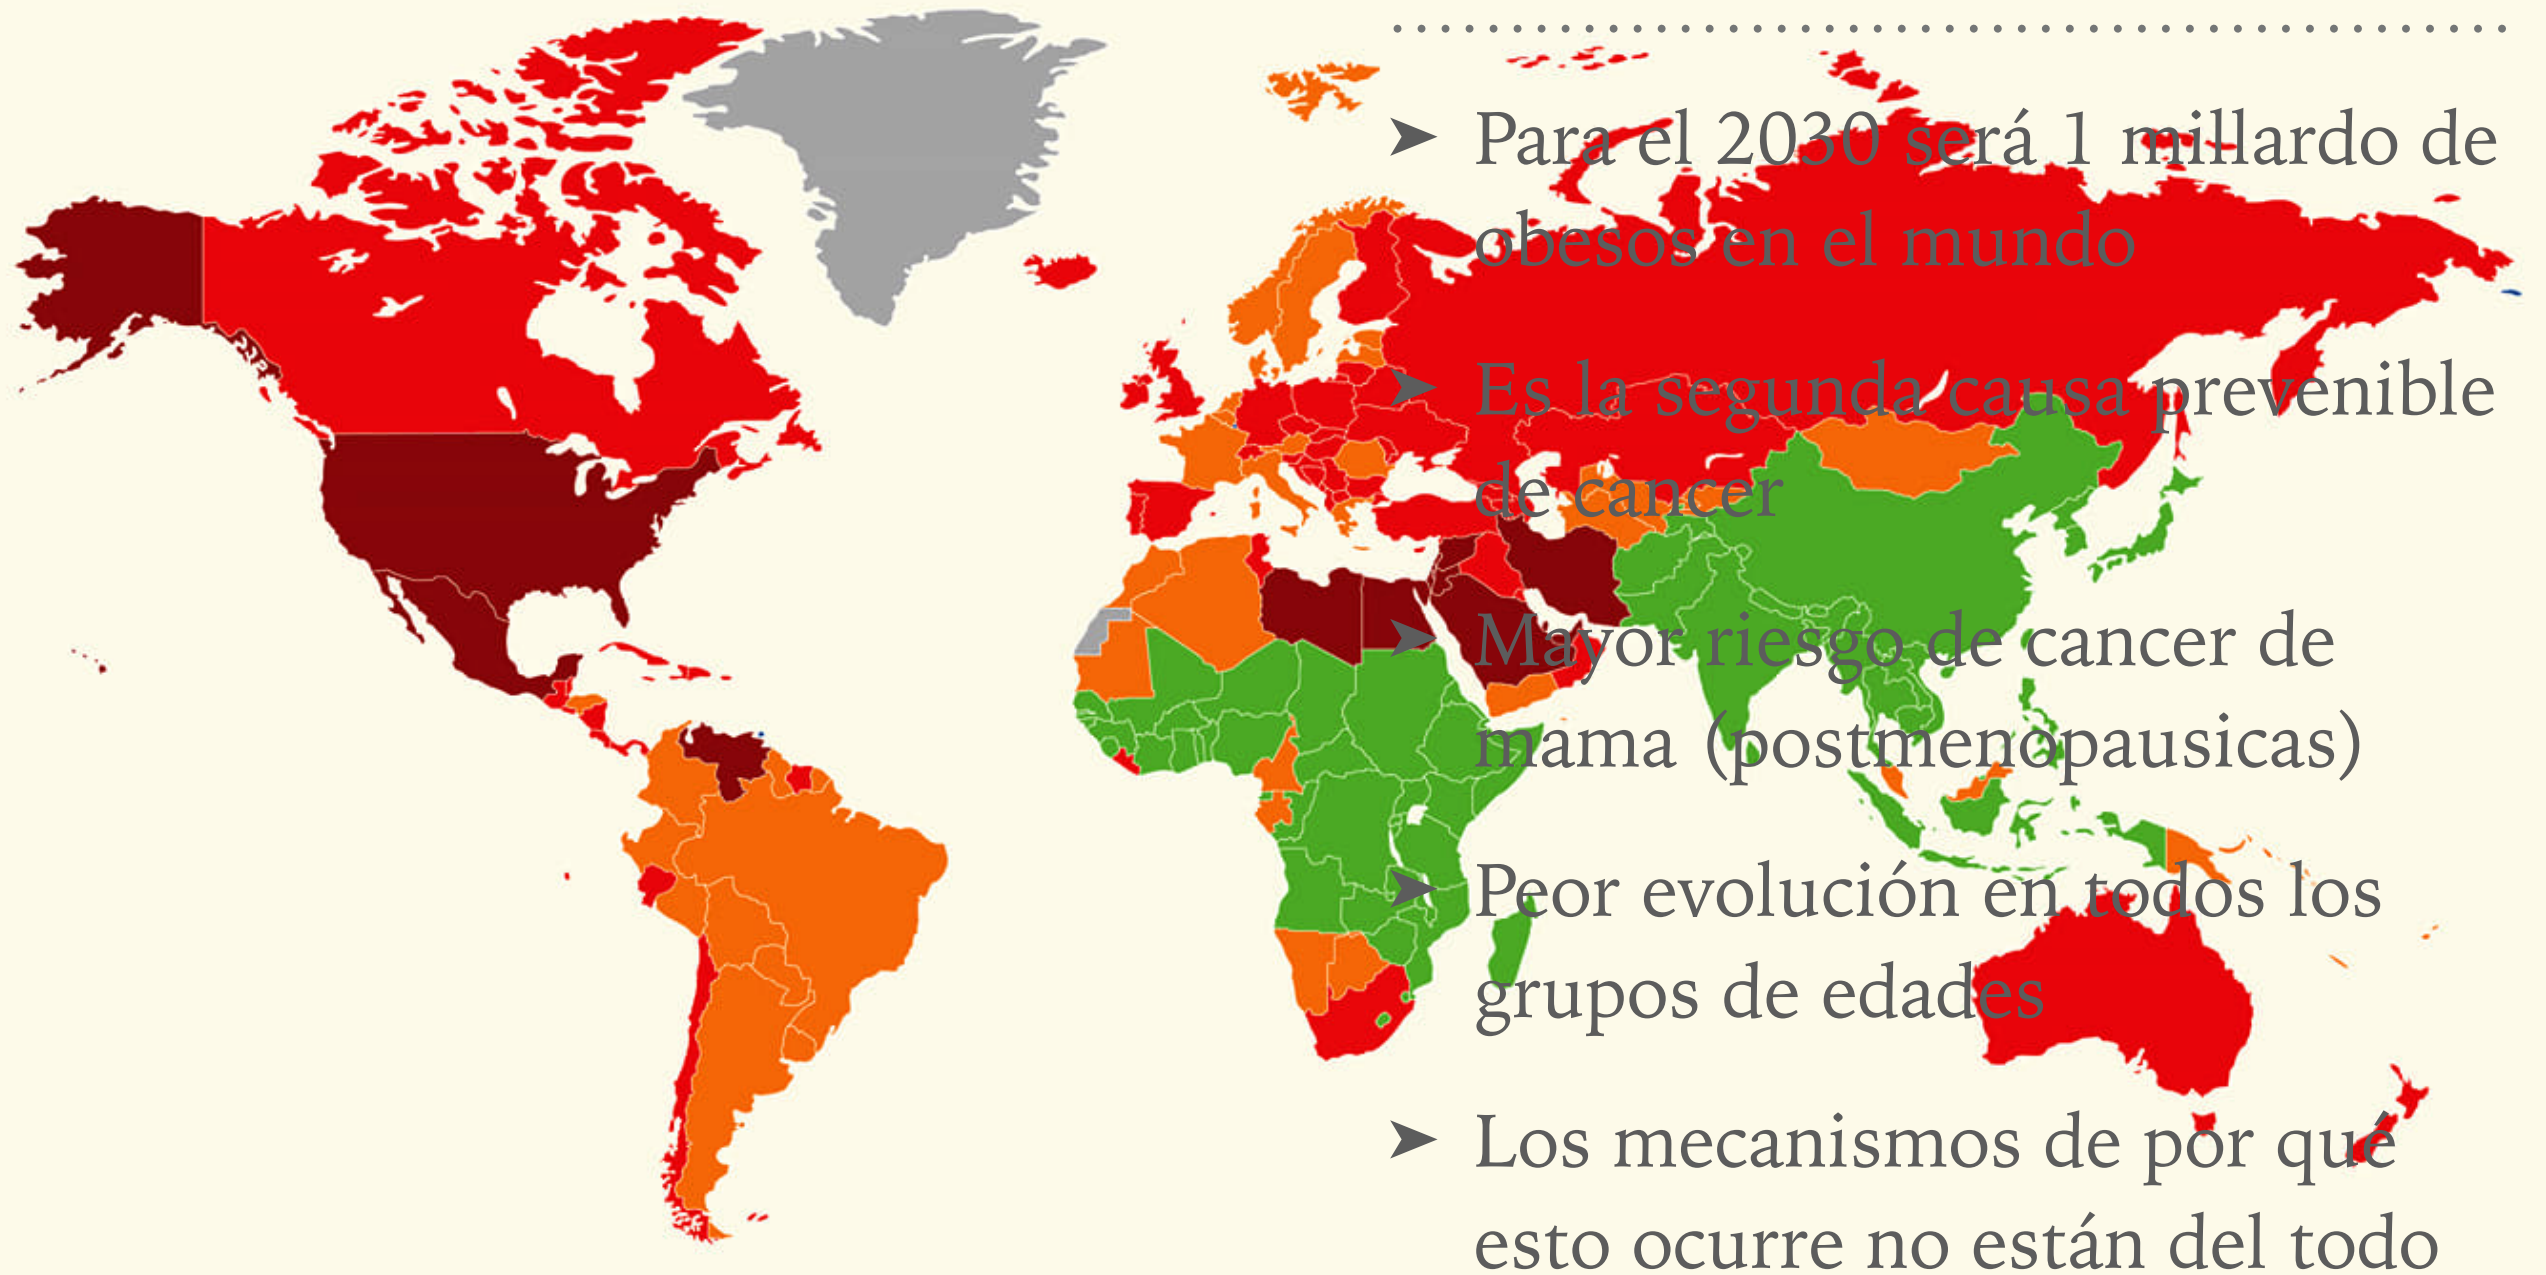 ➤ Para el 2030 será 1 millardo de
obesos en el mundo
➤ Es la segunda causa prevenible
de cancer
➤ Mayor riesgo de cancer de
mama (postmenopausicas)
➤ Peor evolución en todos los
grupos de edades
➤ Los mecanismos de por qué
esto ocurre no están del todo